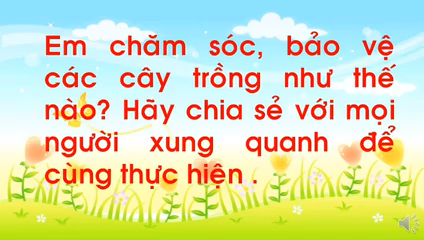 Em chăm sóc, bảo vệ
các cây trồng như thế
nào? Hãy chia sẻ với mọi
người xung quanh để
cùng thực hiện .